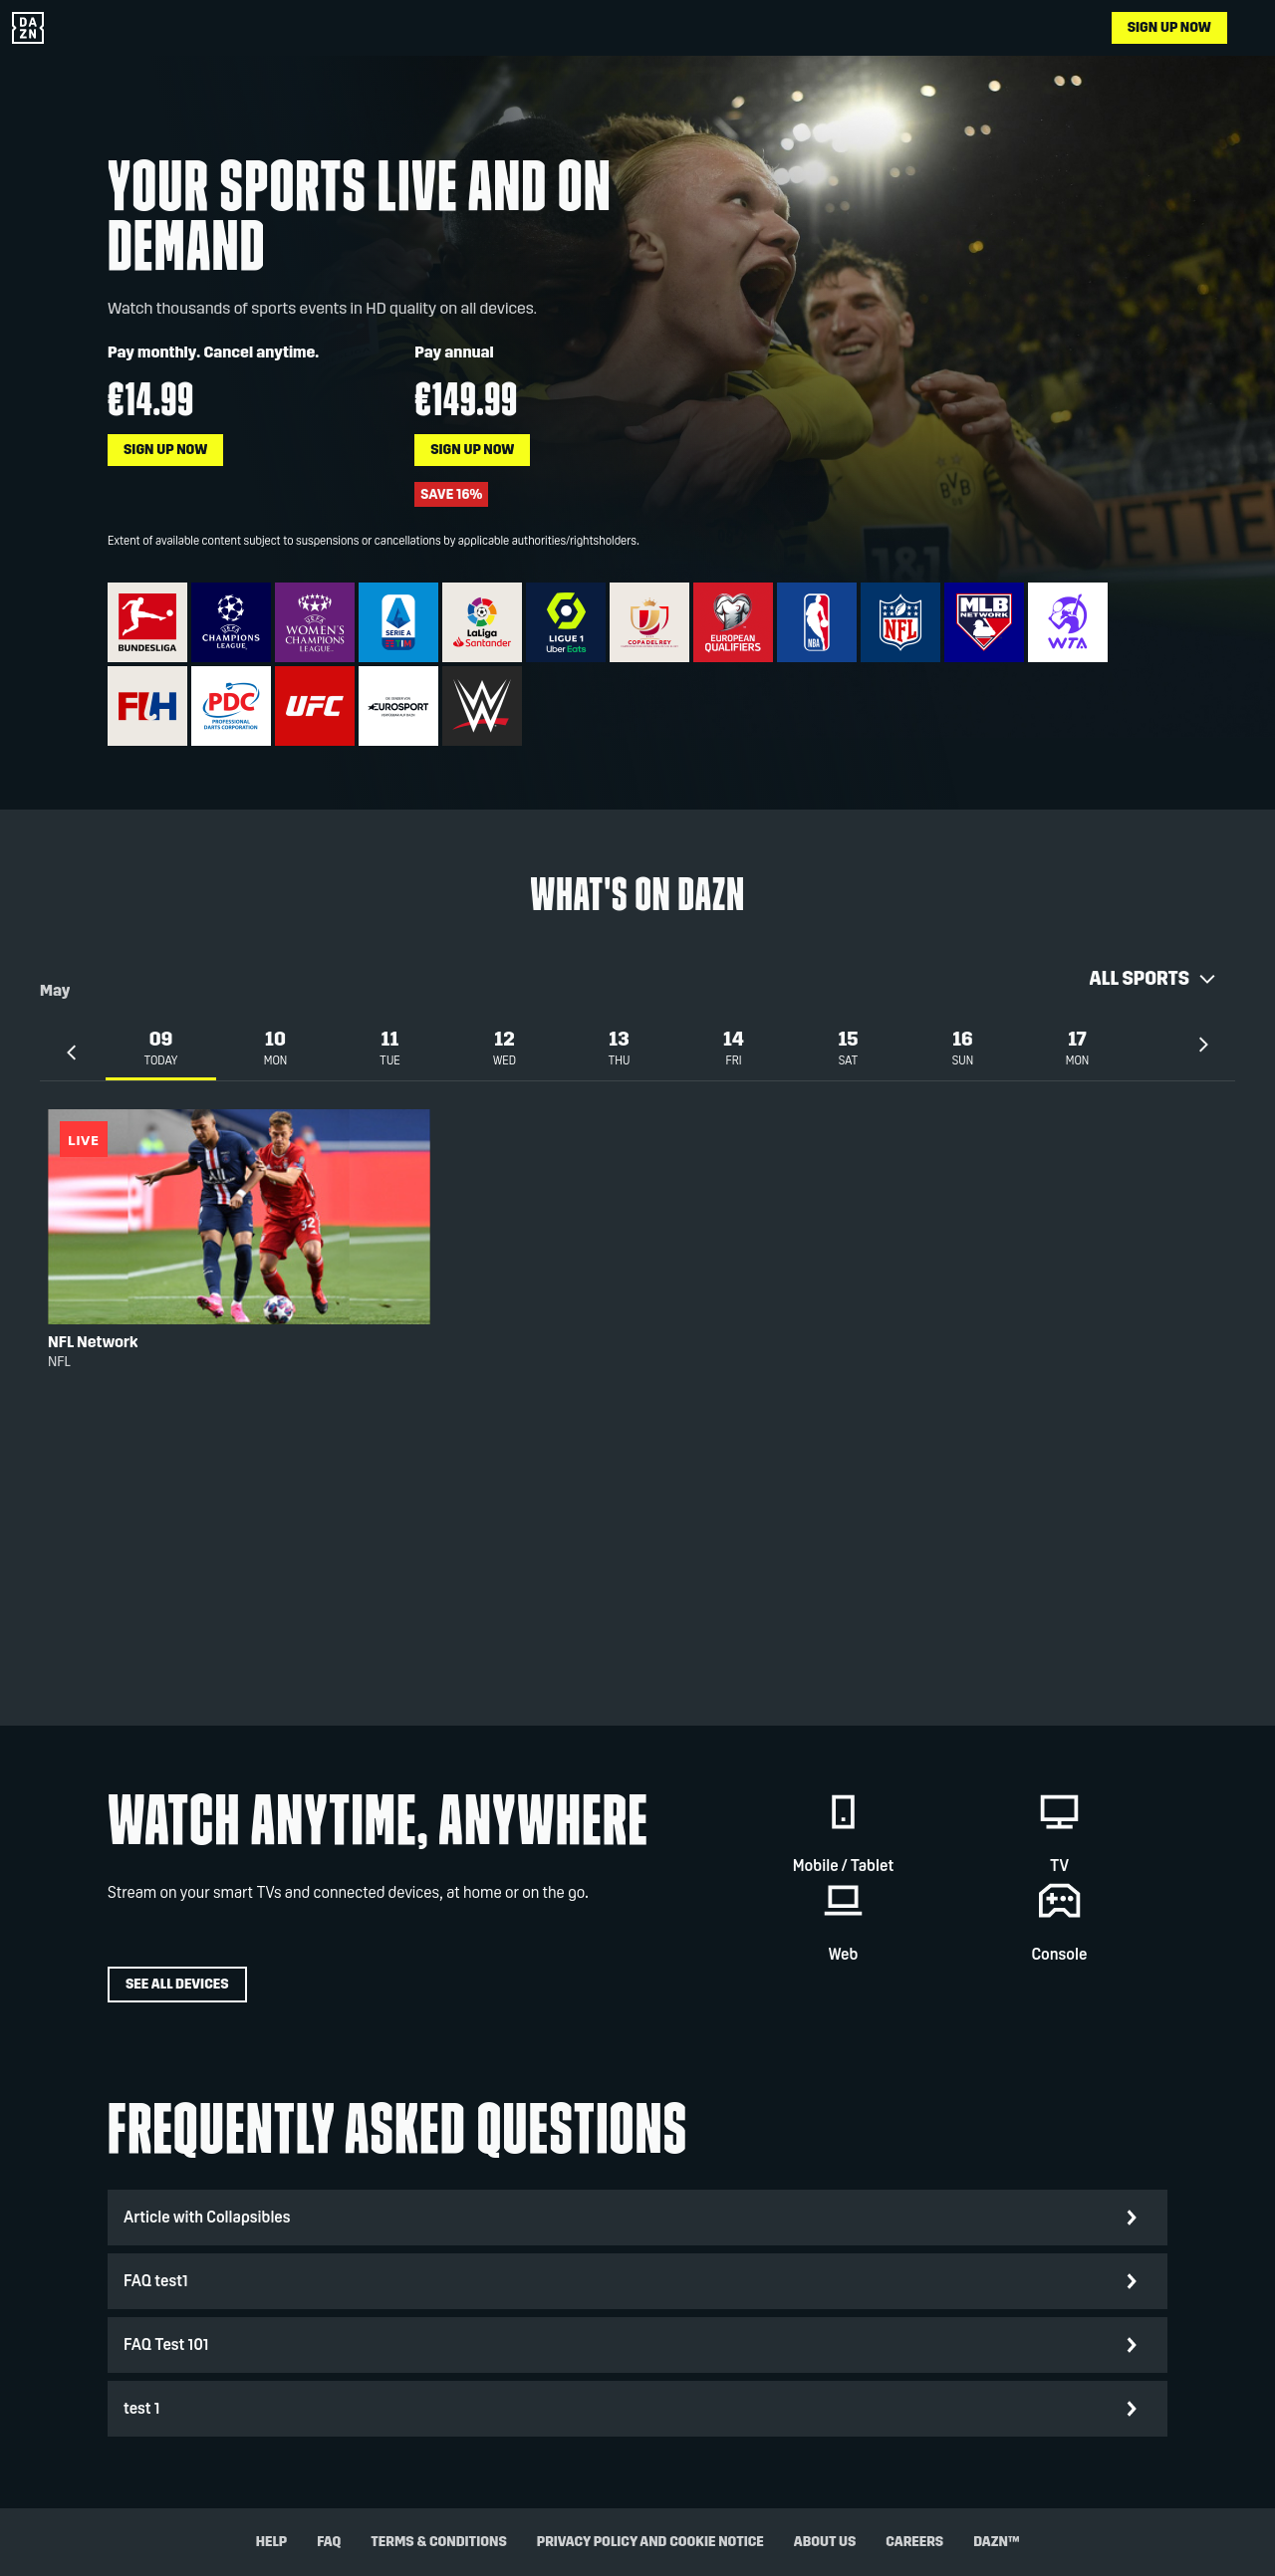 DA
ZN
SIGN UP NOW
YOUR SPORTS LIVE AND ON
DEMAND
Watch thousands of sports events in HD quality on all devices.
Pay monthly. Cancel anytime.
€14.99
SIGN UP NOW
Pay annual
€149.99
SIGN UP NOW
SAVE 16%
BVB
09
1&1
Extent of available content subject to suspensions or cancellations by applicable authorities/rightsholders.
BUNDESLIGA
UEFA
CHAMPIONS
LEAGUE
UEFA
WOMEN'S
CHAMPIONS
LEAGUE
SERIE A
TIM
LaLiga
Santander
LIGUE 1
Uber Eats
COPA DEL REY
EUROPEAN
QUALIFIERS
NBA
NFL
MLB
NETWORK
WTA
FIH
PDC
PROFESSIONAL
DARTS CORPORATION
UFC
EUROSPORT
W
WHAT'S ON DAZN
ALL SPORTS
May
09
TODAY
10
MON
11
TUE
12
WED
13
THU
14
FRI
15
SAT
16
SUN
17
MON
LIVE
32
NFL Network
NFL
WATCH ANYTIME, ANYWHERE
Stream on your smart TVs and connected devices, at home or on the go.
SEE ALL DEVICES
Mobile / Tablet
TV
Web
Console
FREQUENTLY ASKED QUESTIONS
Article with Collapsibles
FAQ test1
FAQ Test 101
test 1
HELP FAQ TERMS & CONDITIONS PRIVACY POLICY AND COOKIE NOTICE ABOUT US CAREERS DAZN™